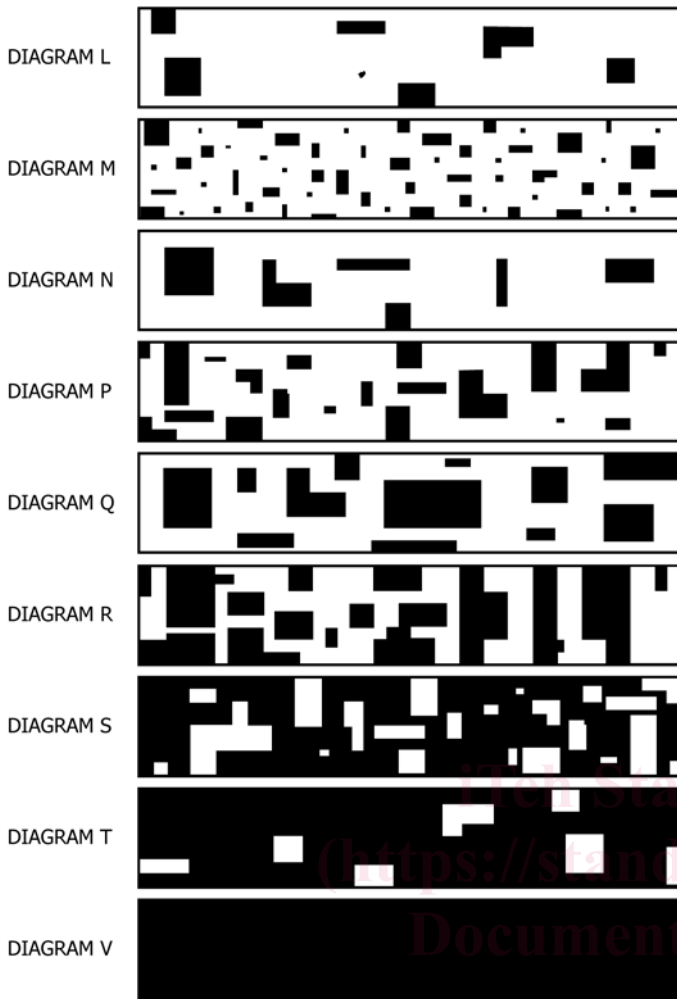 DIAGRAM L
DIAGRAM M
DIAGRAM N
DIAGRAM P
DIAGRAM Q
DIAGRAM R
DIAGRAM S
iTeh Sta
DIAGRAM T
(https://stand
Document
DIAGRAM V